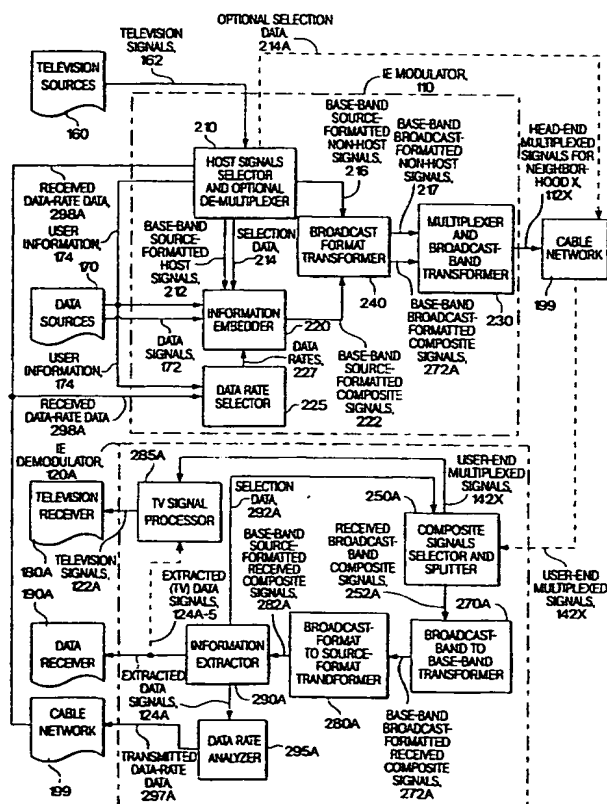 OPTIONAL SELECTION
DATA, 214A
TELEVISION
SIGNALS, 162
TELEVISION
SOURCES
160
IE MODULATOR,
110
210
HOST SIGNALS
SELECTOR
AND OPTIONAL
DE-MULTIPLEXER
BASE-BAND
SOURCE-
FORMATTED
NON-HOST
SIGNALS,
216
BASE-BAND
BROADCAST-
FORMATTED
NON-HOST
SIGNALS,
217
HEAD-END
MULTIPLEXED
SIGNALS FOR
NEIGHBOR-
HOOD X,
112X
RECEIVED
DATA-RATE DATA,
298A
USER
INFORMATION,
174
BASE-BAND
SOURCE-
FORMATTED
HOST
SIGNALS,
212
SELECTION
DATA,
214
BROADCAST
FORMAT
TRANSFORMER
240
MULTIPLEXER
AND
BROADCAST-
BAND
TRANSFORMER
230
CABLE
NETWORK
199
170
DATA
SOURCES
DATA
SIGNALS, 172
INFORMATION
EMBEDDER
220
DATA
RATES,
227
BASE-BAND
SOURCE-
FORMATTED
COMPOSITE
SIGNALS,
222
BASE-BAND
BROADCAST-
FORMATTED
COMPOSITE
SIGNALS,
272A
USER
INFORMATION,
174
DATA RATE
SELECTOR
225
RECEIVED
DATA-RATE DATA
298A
IE
DEMODULATOR,
120A
285A
TELEVISION
RECEIVER
180A
TV SIGNAL
PROCESSOR
TELEVISION
SIGNALS,
122A
SELECTION
DATA,
292A
USER-END
MULTIPLEXED
SIGNALS,
142X
250A
COMPOSITE
SIGNALS
SELECTOR AND
SPLITTER
USER-END
MULTIPLEXED
SIGNALS,
142X
RECEIVED
BROADCAST-
BAND
COMPOSITE
SIGNALS,
252A
BASE-BAND
SOURCE-
FORMATTED
RECEIVED
COMPOSITE
SIGNALS,
282A
190A
EXTRACTED
(TV) DATA
SIGNALS,
124A-5
270A
DATA
RECEIVER
INFORMATION
EXTRACTOR
290A
BROADCAST-
FORMAT
TO SOURCE-
FORMAT
TRANDFORMER
280A
BROADCAST-
BAND TO
BASE-BAND
TRANSFORMER
EXTRACTED
DATA
SIGNALS,
124A
BASE-BAND
BROADCAST-
FORMATTED
RECEIVED
COMPOSITE
SIGNALS,
272A
CABLE
NETWORK
199
DATA RATE
ANALYZER
295A
TRANSMITTED
DATA-RATE
DATA,
297A